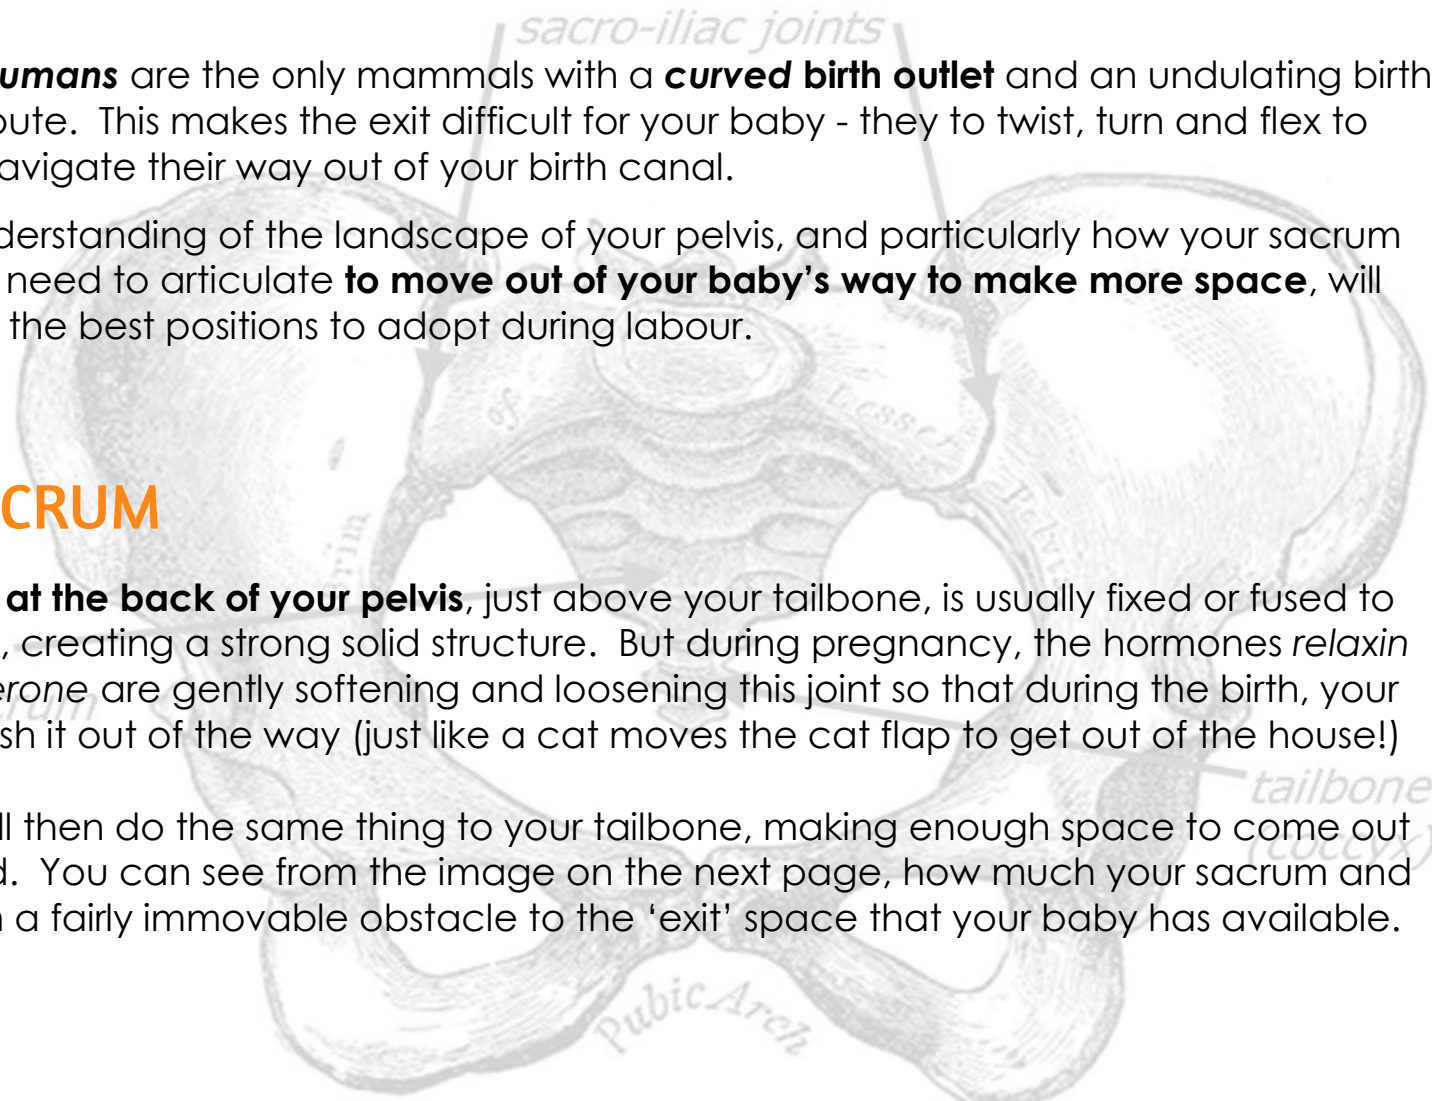 sacro-iliac joints
umans are the only mammals with a curved birth outlet and an undulating birth
oute. This makes the exit difficult for your baby - they to twist, turn and flex to
avigate their way out of your birth canal.
derstanding of the landscape of your pelvis, and particularly how your sacrum
need to articulate to move out of your baby’s way to make more space, will
the best positions to adopt during labour.
of Lesser
CRUM
Brim Pelvis
at the back of your pelvis, just above your tailbone, is usually fixed or fused to
, creating a strong solid structure. But during pregnancy, the hormones relaxin
erone are gently softening and loosening this joint so that during the birth, your
crum
sh it out of the way (just like a cat moves the cat flap to get out of the house!)
tailbone
ll then do the same thing to your tailbone, making enough space to come out
(coccyx)
d. You can see from the image on the next page, how much your sacrum and
n a fairly immovable obstacle to the ‘exit’ space that your baby has available.
Pubic Arch